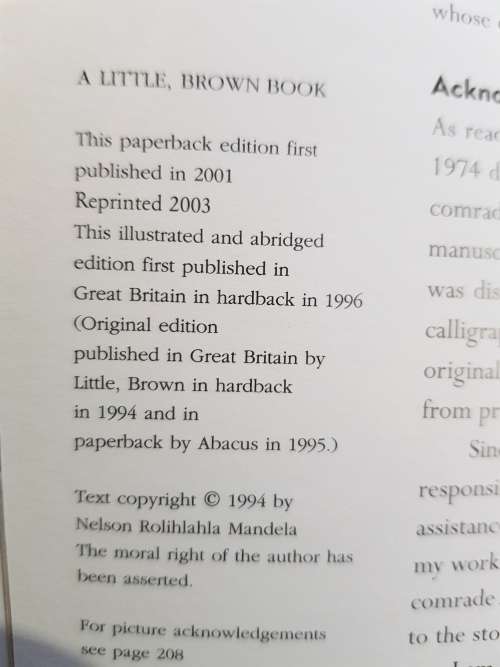 A LITTLE, BROWN BOOK
This paperback edition first
published in 2001
Reprinted 2003
This illustrated and abridged
edition first published in
Great Britain in hardback in 1996
(Original edition
published in Great Britain by
Little, Brown in hardback
in 1994 and in
paperback by Abacus in 1995.)
Text copyright © 1994 by
Nelson Rolihlahla Mandela
The moral right of the author has
been asserted.
For picture acknowledgements
see page 208
whose
Ackno
As read
1974 d
comrad
manusc
was dis
calligra
original
from pr
Sinc
responsi
assistanc
my work
comrade
to the sto